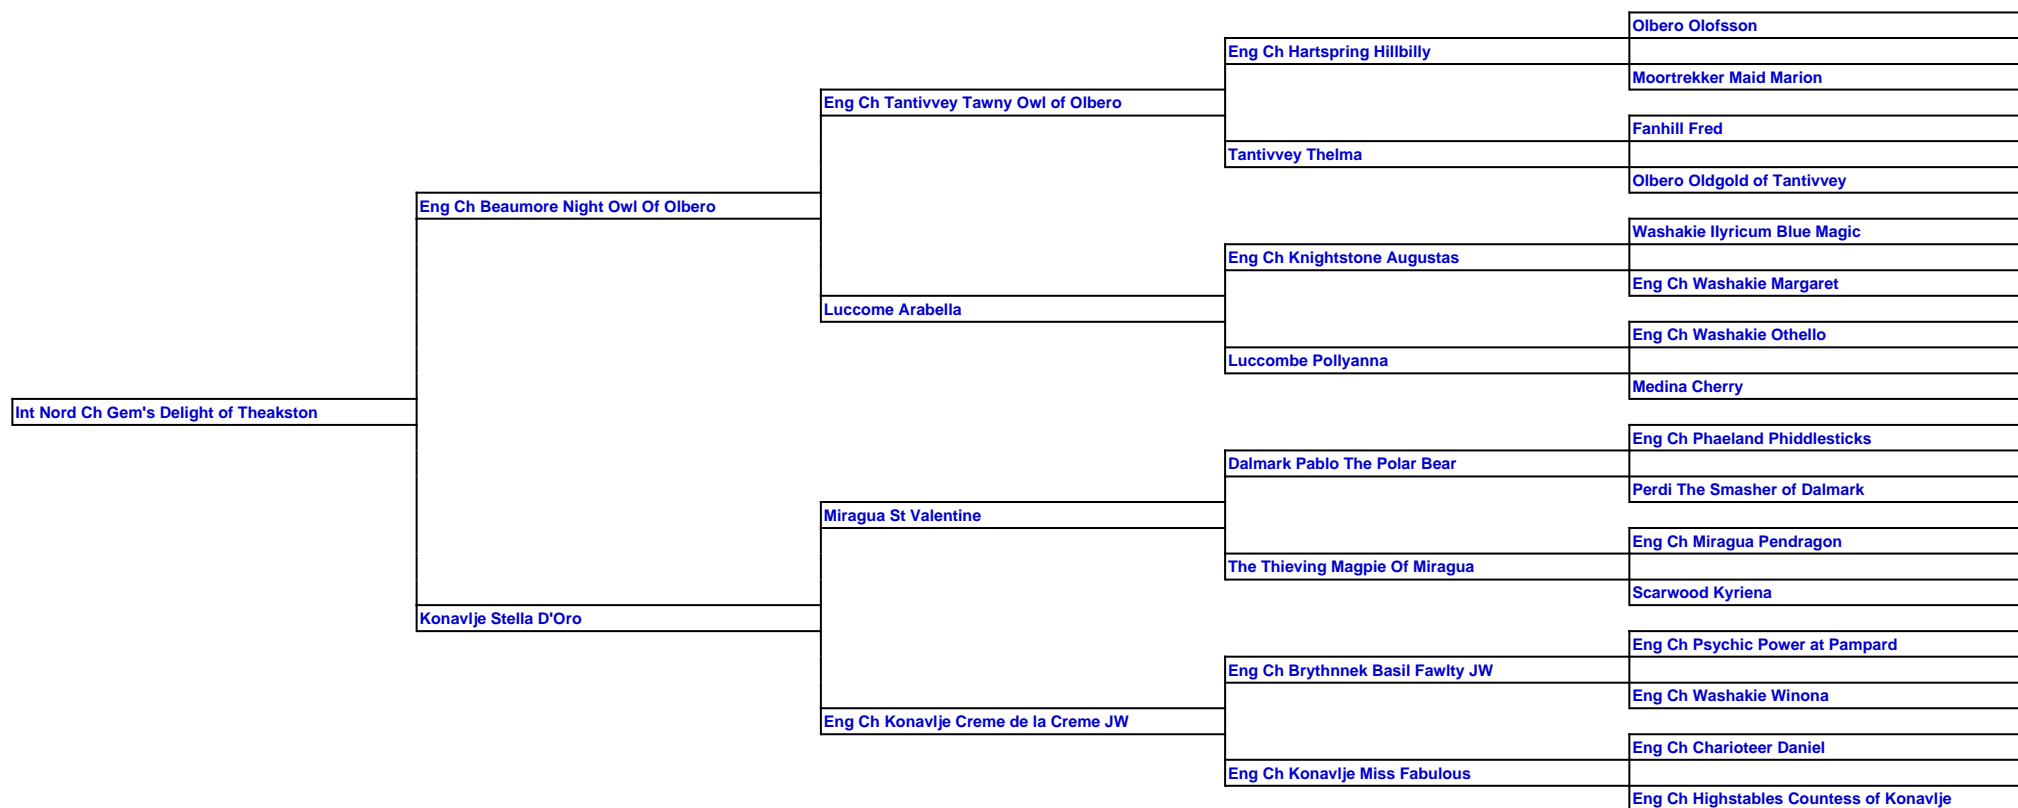 Olbero Olofsson
Eng Ch Hartspring Hillbilly
Moortrekker Maid Marion
Eng Ch Tantivvey Tawny Owl of Olbero
Fanhill Fred
Tantivvey Thelma
Olbero Oldgold of Tantivvey
Eng Ch Beaumore Night Owl Of Olbero
Washakie Ilyricum Blue Magic
Eng Ch Knightstone Augustas
Eng Ch Washakie Margaret
Luccome Arabella
Eng Ch Washakie Othello
Luccombe Pollyanna
Medina Cherry
Int Nord Ch Gem's Delight of Theakston
Eng Ch Phaeland Phiddlesticks
Dalmark Pablo The Polar Bear
Perdi The Smasher of Dalmark
Miragua St Valentine
Eng Ch Miragua Pendragon
The Thieving Magpie Of Miragua
Scarwood Kyriena
Konavlje Stella D'Oro
Eng Ch Psychic Power at Pampard
Eng Ch Brythnnek Basil Fawlty JW
Eng Ch Washakie Winona
Eng Ch Konavlje Creme de la Creme JW
Eng Ch Charioteer Daniel
Eng Ch Konavlje Miss Fabulous
Eng Ch Highstables Countess of Konavlje